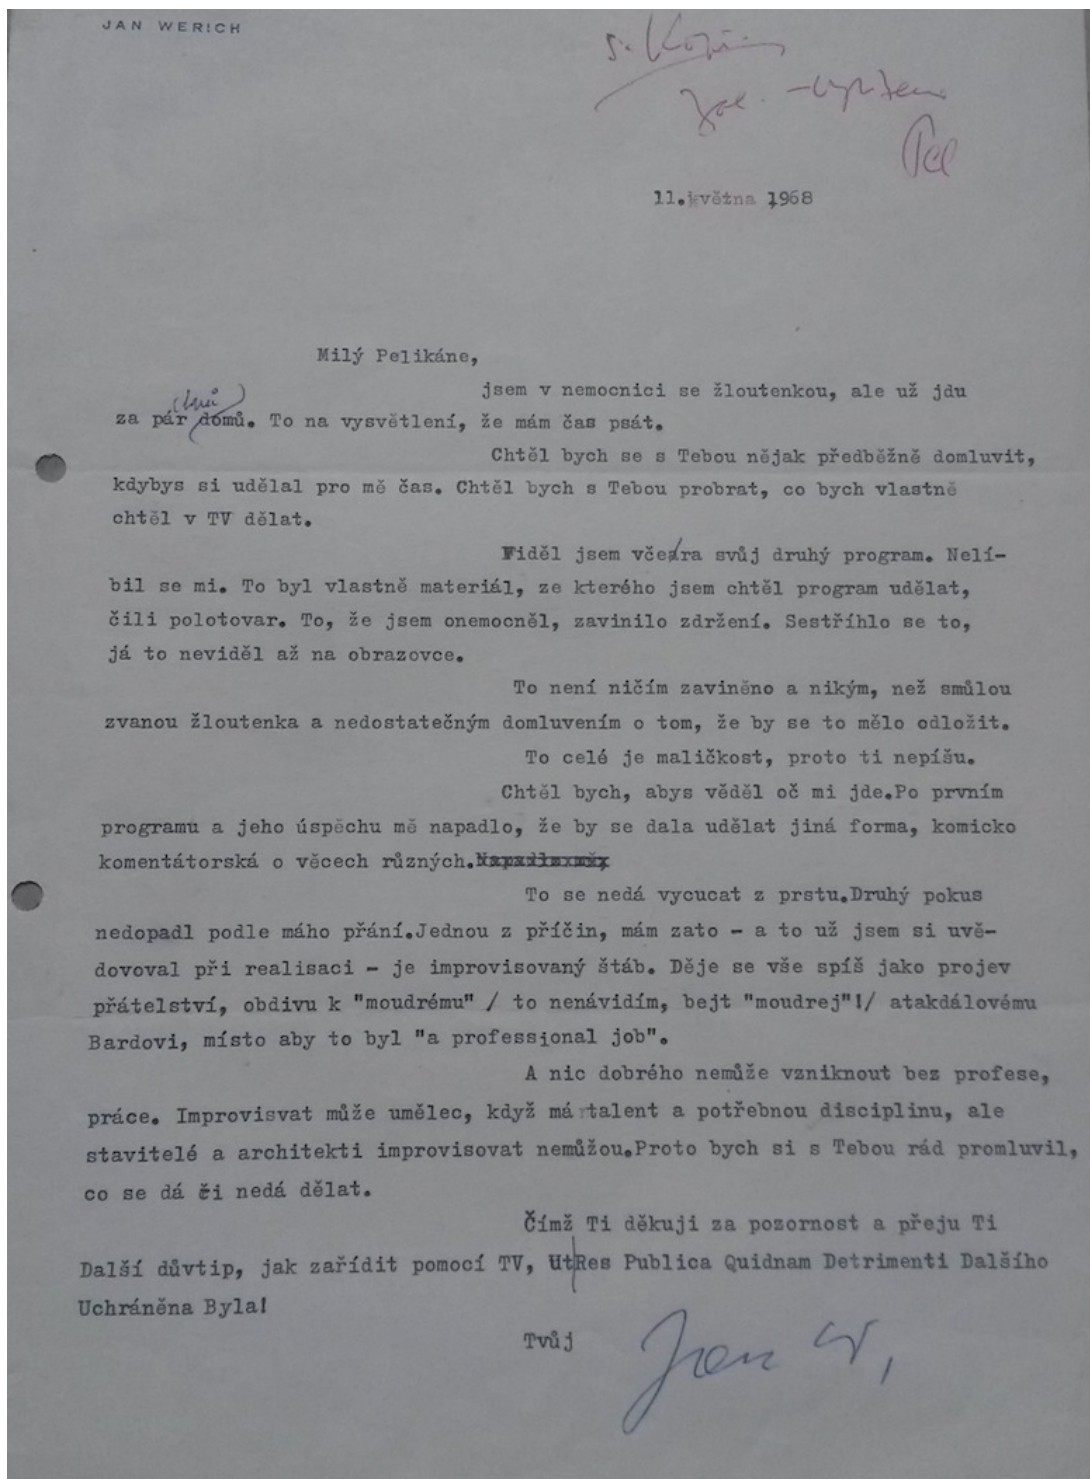 JAN WERICH
11.května 1968
Milý Pelikáne,
jsem v nemocnici se žloutenkou, ale už jdu
(dnů)
za pár domů. To na vysvětlení, že mám čas psát.
Chtěl bych se s Tebou nějak předběžně domluvit,
kdybys si udělal pro mě čas. Chtěl bych s Tebou probrat, co bych vlastně
chtěl v TV dělat.
Viděl jsem včera svůj druhý program. Nelí-
bil se mi. To byl vlastně materiál, ze kterého jsem chtěl program udělat,
čili polotovar. To, že jsem onemocněl, zavinilo zdržení. Sestříhlo se to,
já to neviděl až na obrazovce.
To není ničím zaviněno a nikým, než smůlou
zvanou žloutenka a nedostatečným domluvením o tom, že by se to mělo odložit.
To celé je maličkost, proto ti nepíšu.
Chtěl bych, abys věděl oč mi jde.Po prvním
programu a jeho úspěchu mě napadlo, že by se dala udělat jiná forma, komicko
komentátorská o věcech různých.
To se nedá vycucat z prstu.Druhý pokus
nedopadl podle máho přání.Jednou z příčin, mám zato - a to už jsem si uvě-
dovoval při realisaci - je improvisovaný štáb. Děje se vše spíš jako projev
přátelství, obdivu k "moudrému" / to nenávidím, bejt "moudrej"!/ atakdálovému
Bardovi, místo aby to byl "a professional job".
A nic dobrého nemůže vzniknout bez profese,
práce. Improvisvat může umělec, když má talent a potřebnou disciplinu, ale
stavitelé a architekti improvisovat nemůžou.Proto bych si s Tebou rád promluvil,
co se dá či nedá dělat.
Čímž Ti děkuji za pozornost a přeju Ti
Další důvtip, jak zařídit pomocí TV, Ut Res Publica Quidnam Detrimenti Dalšího
Uchráněna Byla!
Tvůj
Jan W.